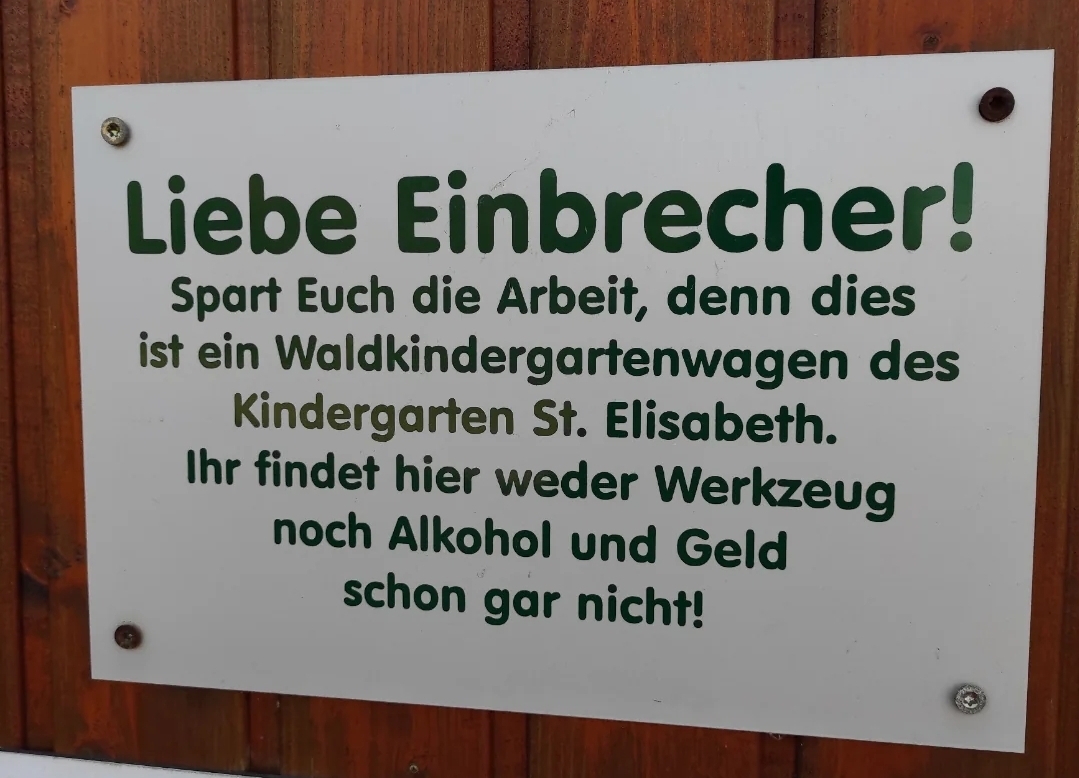 Liebe Einbrecher!
Spart Euch die Arbeit, denn dies
ist ein Waldkindergartenwagen des
Kindergarten St. Elisabeth.
Ihr findet hier weder Werkzeug
noch Alkohol und Geld
schon gar nicht!